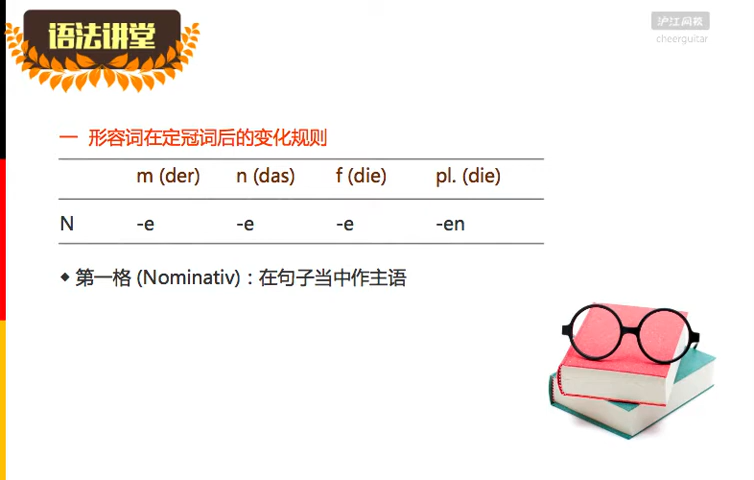 语法讲堂
沪江网校
cheerguitar
一 形容词在定冠词后的变化规则
m (der) n (das) f (die) pl. (die)
N -e -e -e -en
◆ 第一格 (Nominativ)：在句子当中作主语